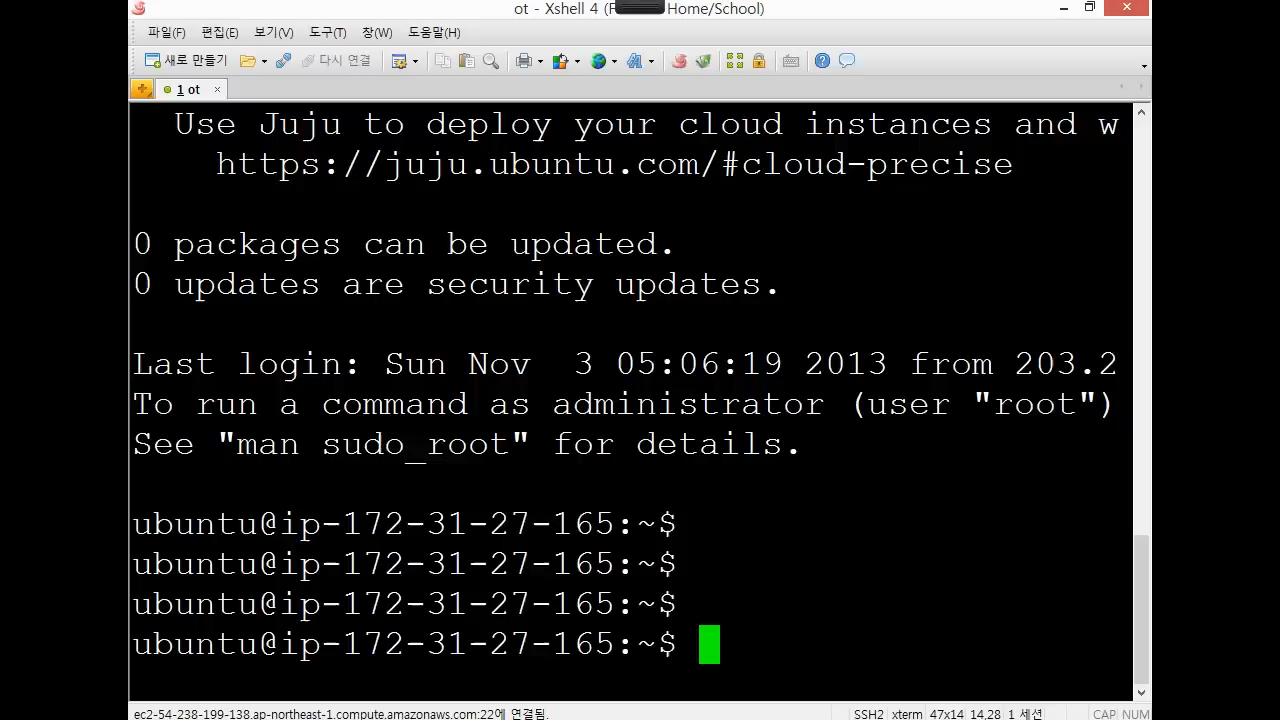 ot - Xshell 4 (F Home/School)
파일(F) 편집(E) 보기(V) 도구(T) 창(W) 도움말(H)
새로 만들기 다시 연결
1 ot
Use Juju to deploy your cloud instances and w
https://juju.ubuntu.com/#cloud-precise
0 packages can be updated.
0 updates are security updates.
Last login: Sun Nov  3 05:06:19 2013 from 203.2
To run a command as administrator (user "root")
See "man sudo_root" for details.
ubuntu@ip-172-31-27-165:~$
ubuntu@ip-172-31-27-165:~$
ubuntu@ip-172-31-27-165:~$
ubuntu@ip-172-31-27-165:~$
ec2-54-238-199-138.ap-northeast-1.compute.amazonaws.com:22에 연결됨. SSH2 xterm 47x14 14,28 1 세션 CAP NUM